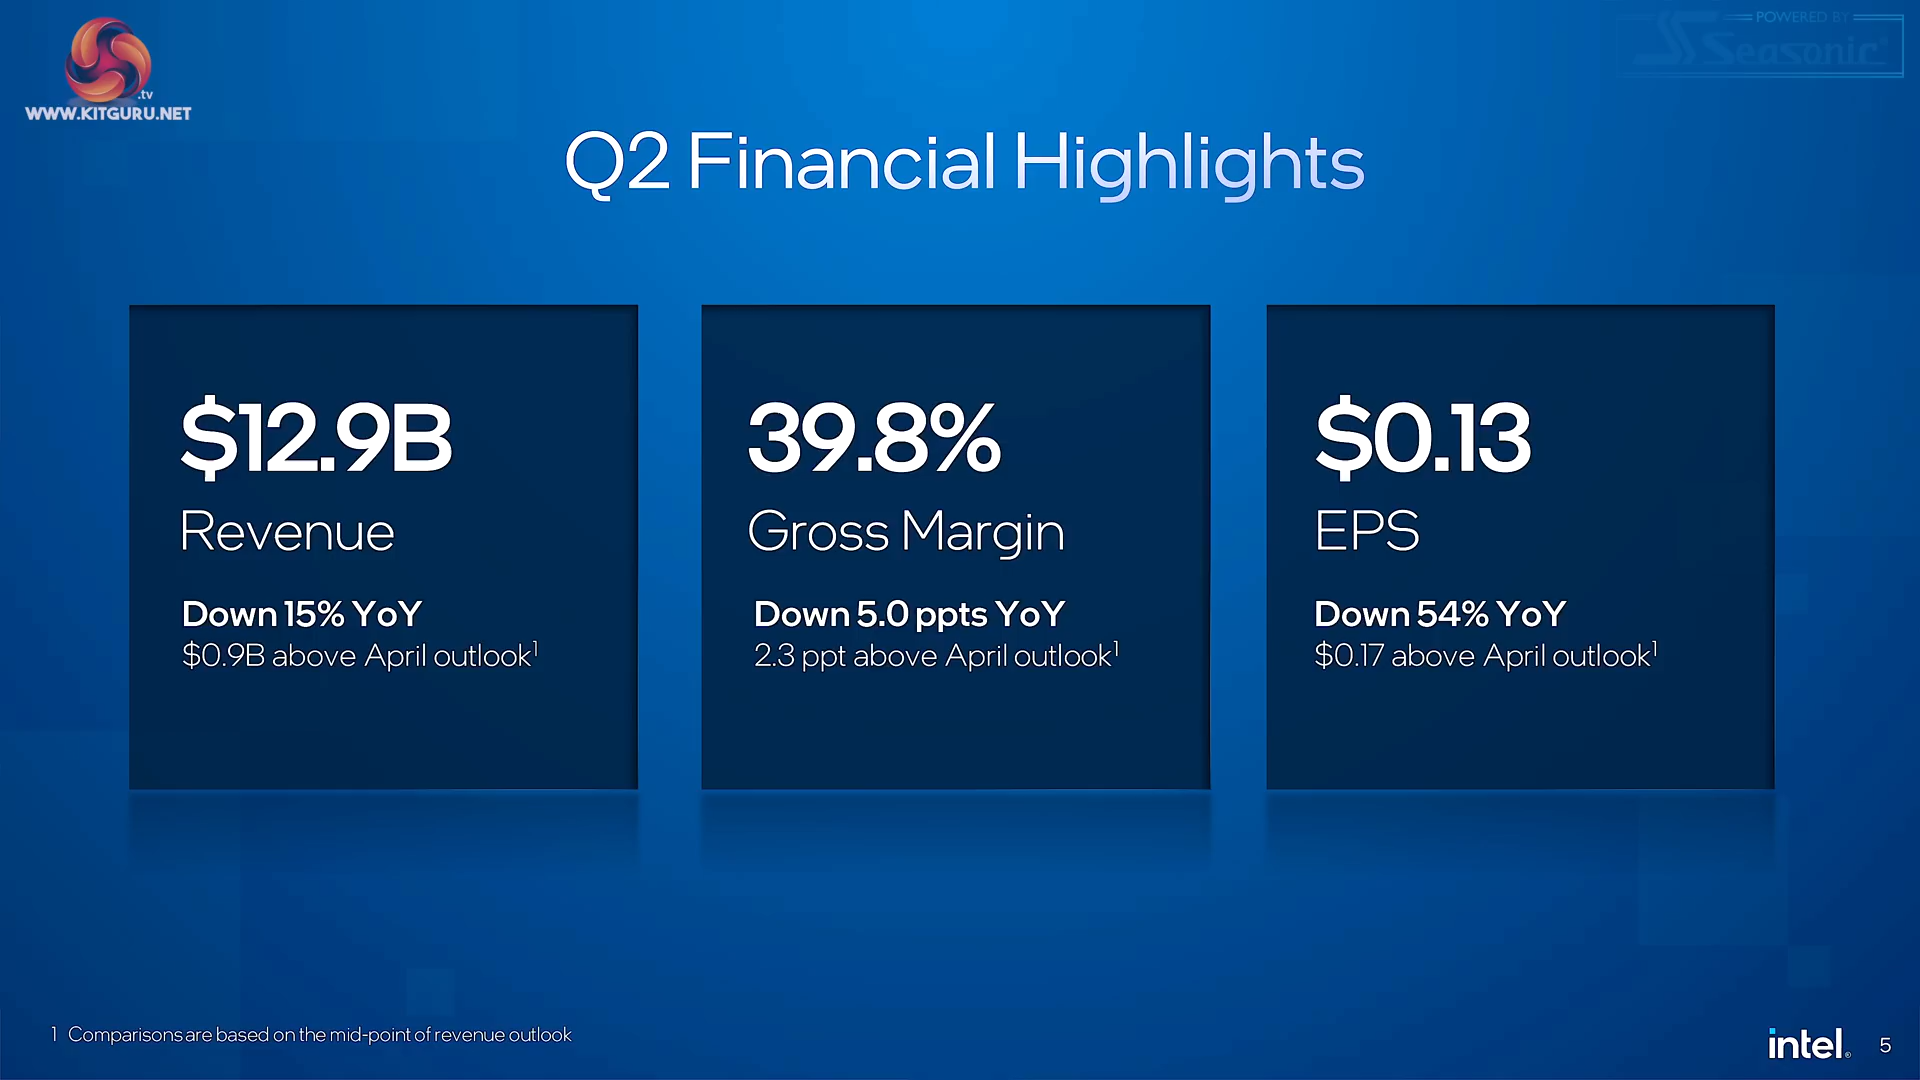 .tv
WWW.KITGURU.NET
POWERED BY
Seasonic
Q2 Financial Highlights
$12.9B
Revenue
Down 15% YoY
$0.9B above April outlook¹
39.8%
Gross Margin
Down 5.0 ppts YoY
2.3 ppt above April outlook¹
$0.13
EPS
Down 54% YoY
$0.17 above April outlook¹
1 Comparisons are based on the mid-point of revenue outlook
intel®
5